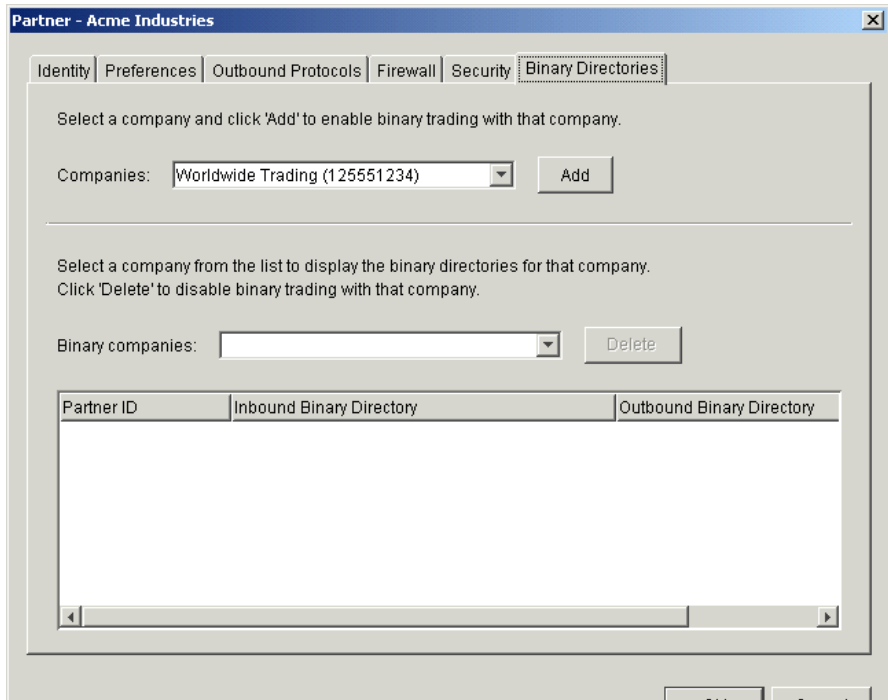 Partner - Acme Industries
Identity Preferences Outbound Protocols Firewall Security Binary Directories
Select a company and click 'Add' to enable binary trading with that company.
Companies: Worldwide Trading (125551234) Add
Select a company from the list to display the binary directories for that company.
Click 'Delete' to disable binary trading with that company.
Binary companies: Delete
Partner ID Inbound Binary Directory Outbound Binary Directory